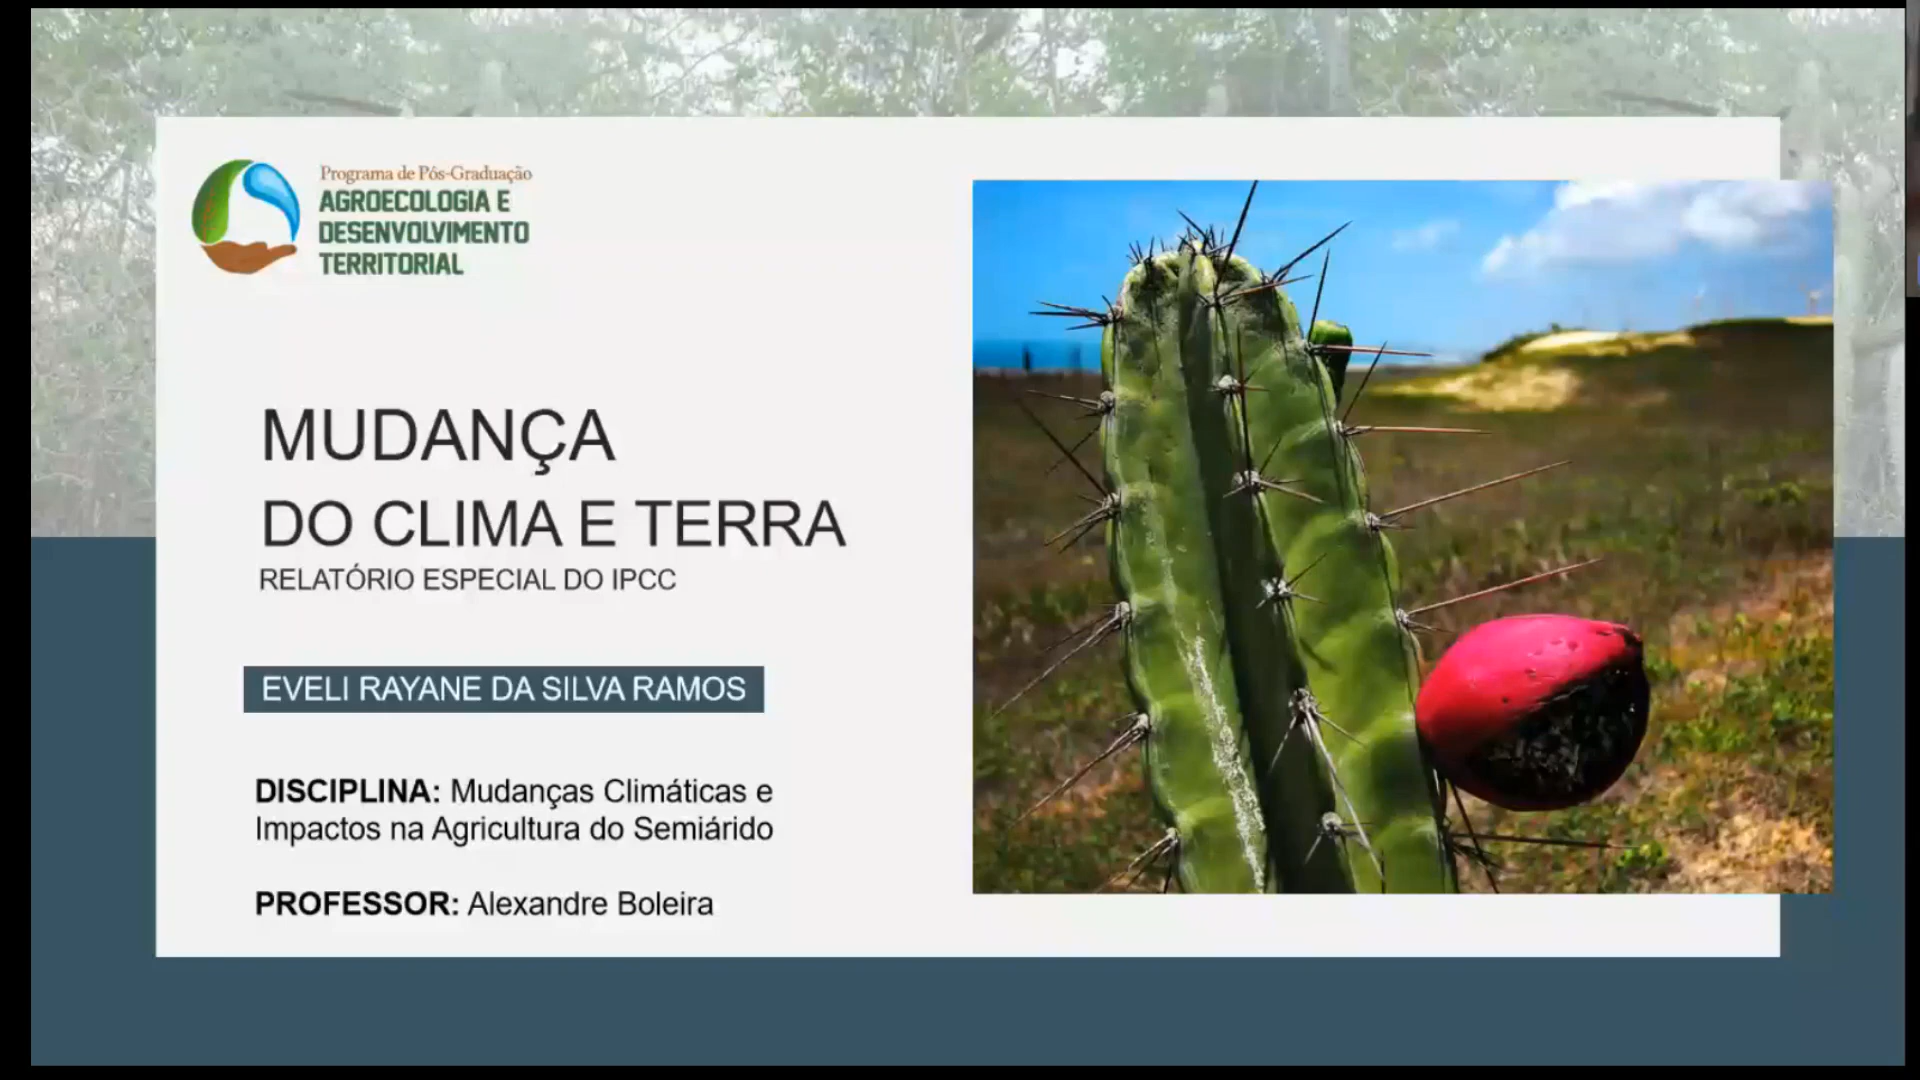 Programa de Pós-Graduação
AGROECOLOGIA E
DESENVOLVIMENTO
TERRITORIAL
MUDANÇA
DO CLIMA E TERRA
RELATÓRIO ESPECIAL DO IPCC
EVELI RAYANE DA SILVA RAMOS
DISCIPLINA: Mudanças Climáticas e
Impactos na Agricultura do Semiárido
PROFESSOR: Alexandre Boleira